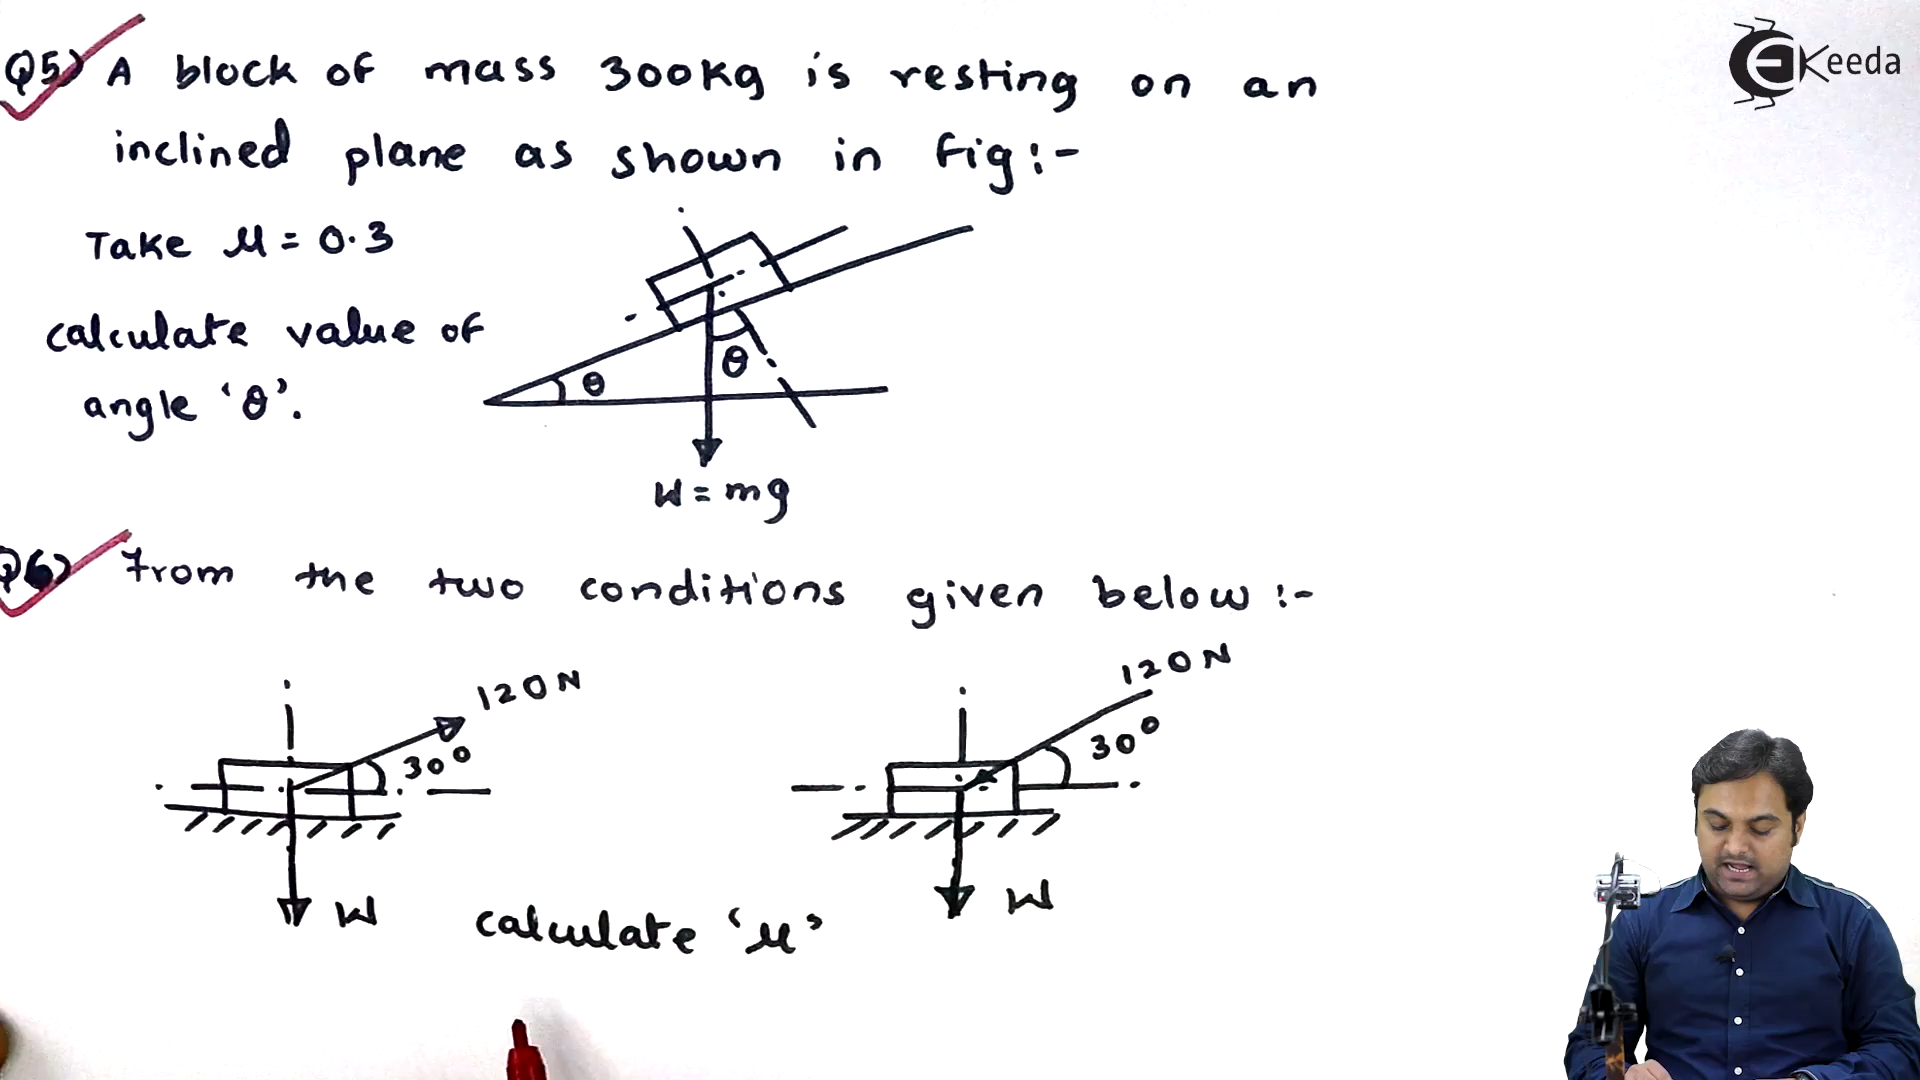 Q5) A block of mass 300kg is resting on an
inclined plane as shown in fig:-
Take μ = 0.3
calculate value of
angle 'θ'.
θ
θ
W = mg
Q6) From the two conditions given below :-
120N
30°
W
120N
30°
W
calculate 'μ'
eKeeda